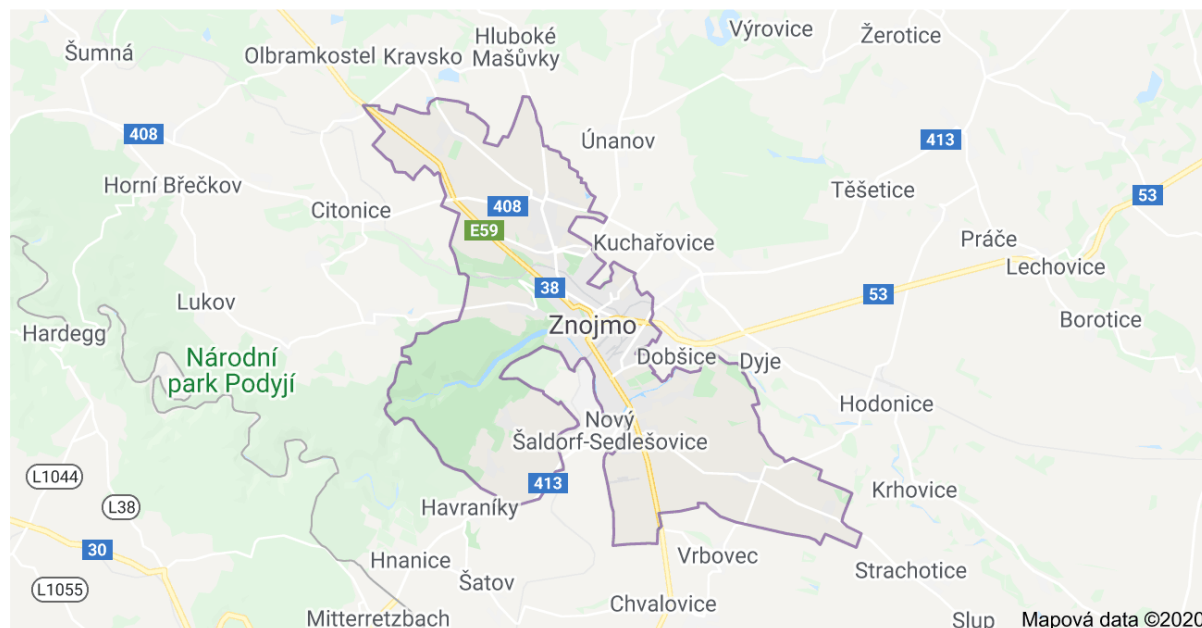 Výrovice
Žerotice
Hluboké
Mašůvky
Šumná
Olbramkostel
Kravsko
408
Únanov
413
Horní Břečkov
Citonice
408
Těšetice
53
E59
Kuchařovice
Práče
Lechovice
38
53
Lukov
Hardegg
Znojmo
Borotice
Národní
park Podyjí
Dobšice
Dyje
Hodonice
Nový
Šaldorf-Sedlešovice
L1044
413
Krhovice
L38
Havraníky
30
Hnanice
Vrbovec
Šatov
Strachotice
L1055
Chvalovice
Mitterretzbach
Slup
Mapová data ©2020